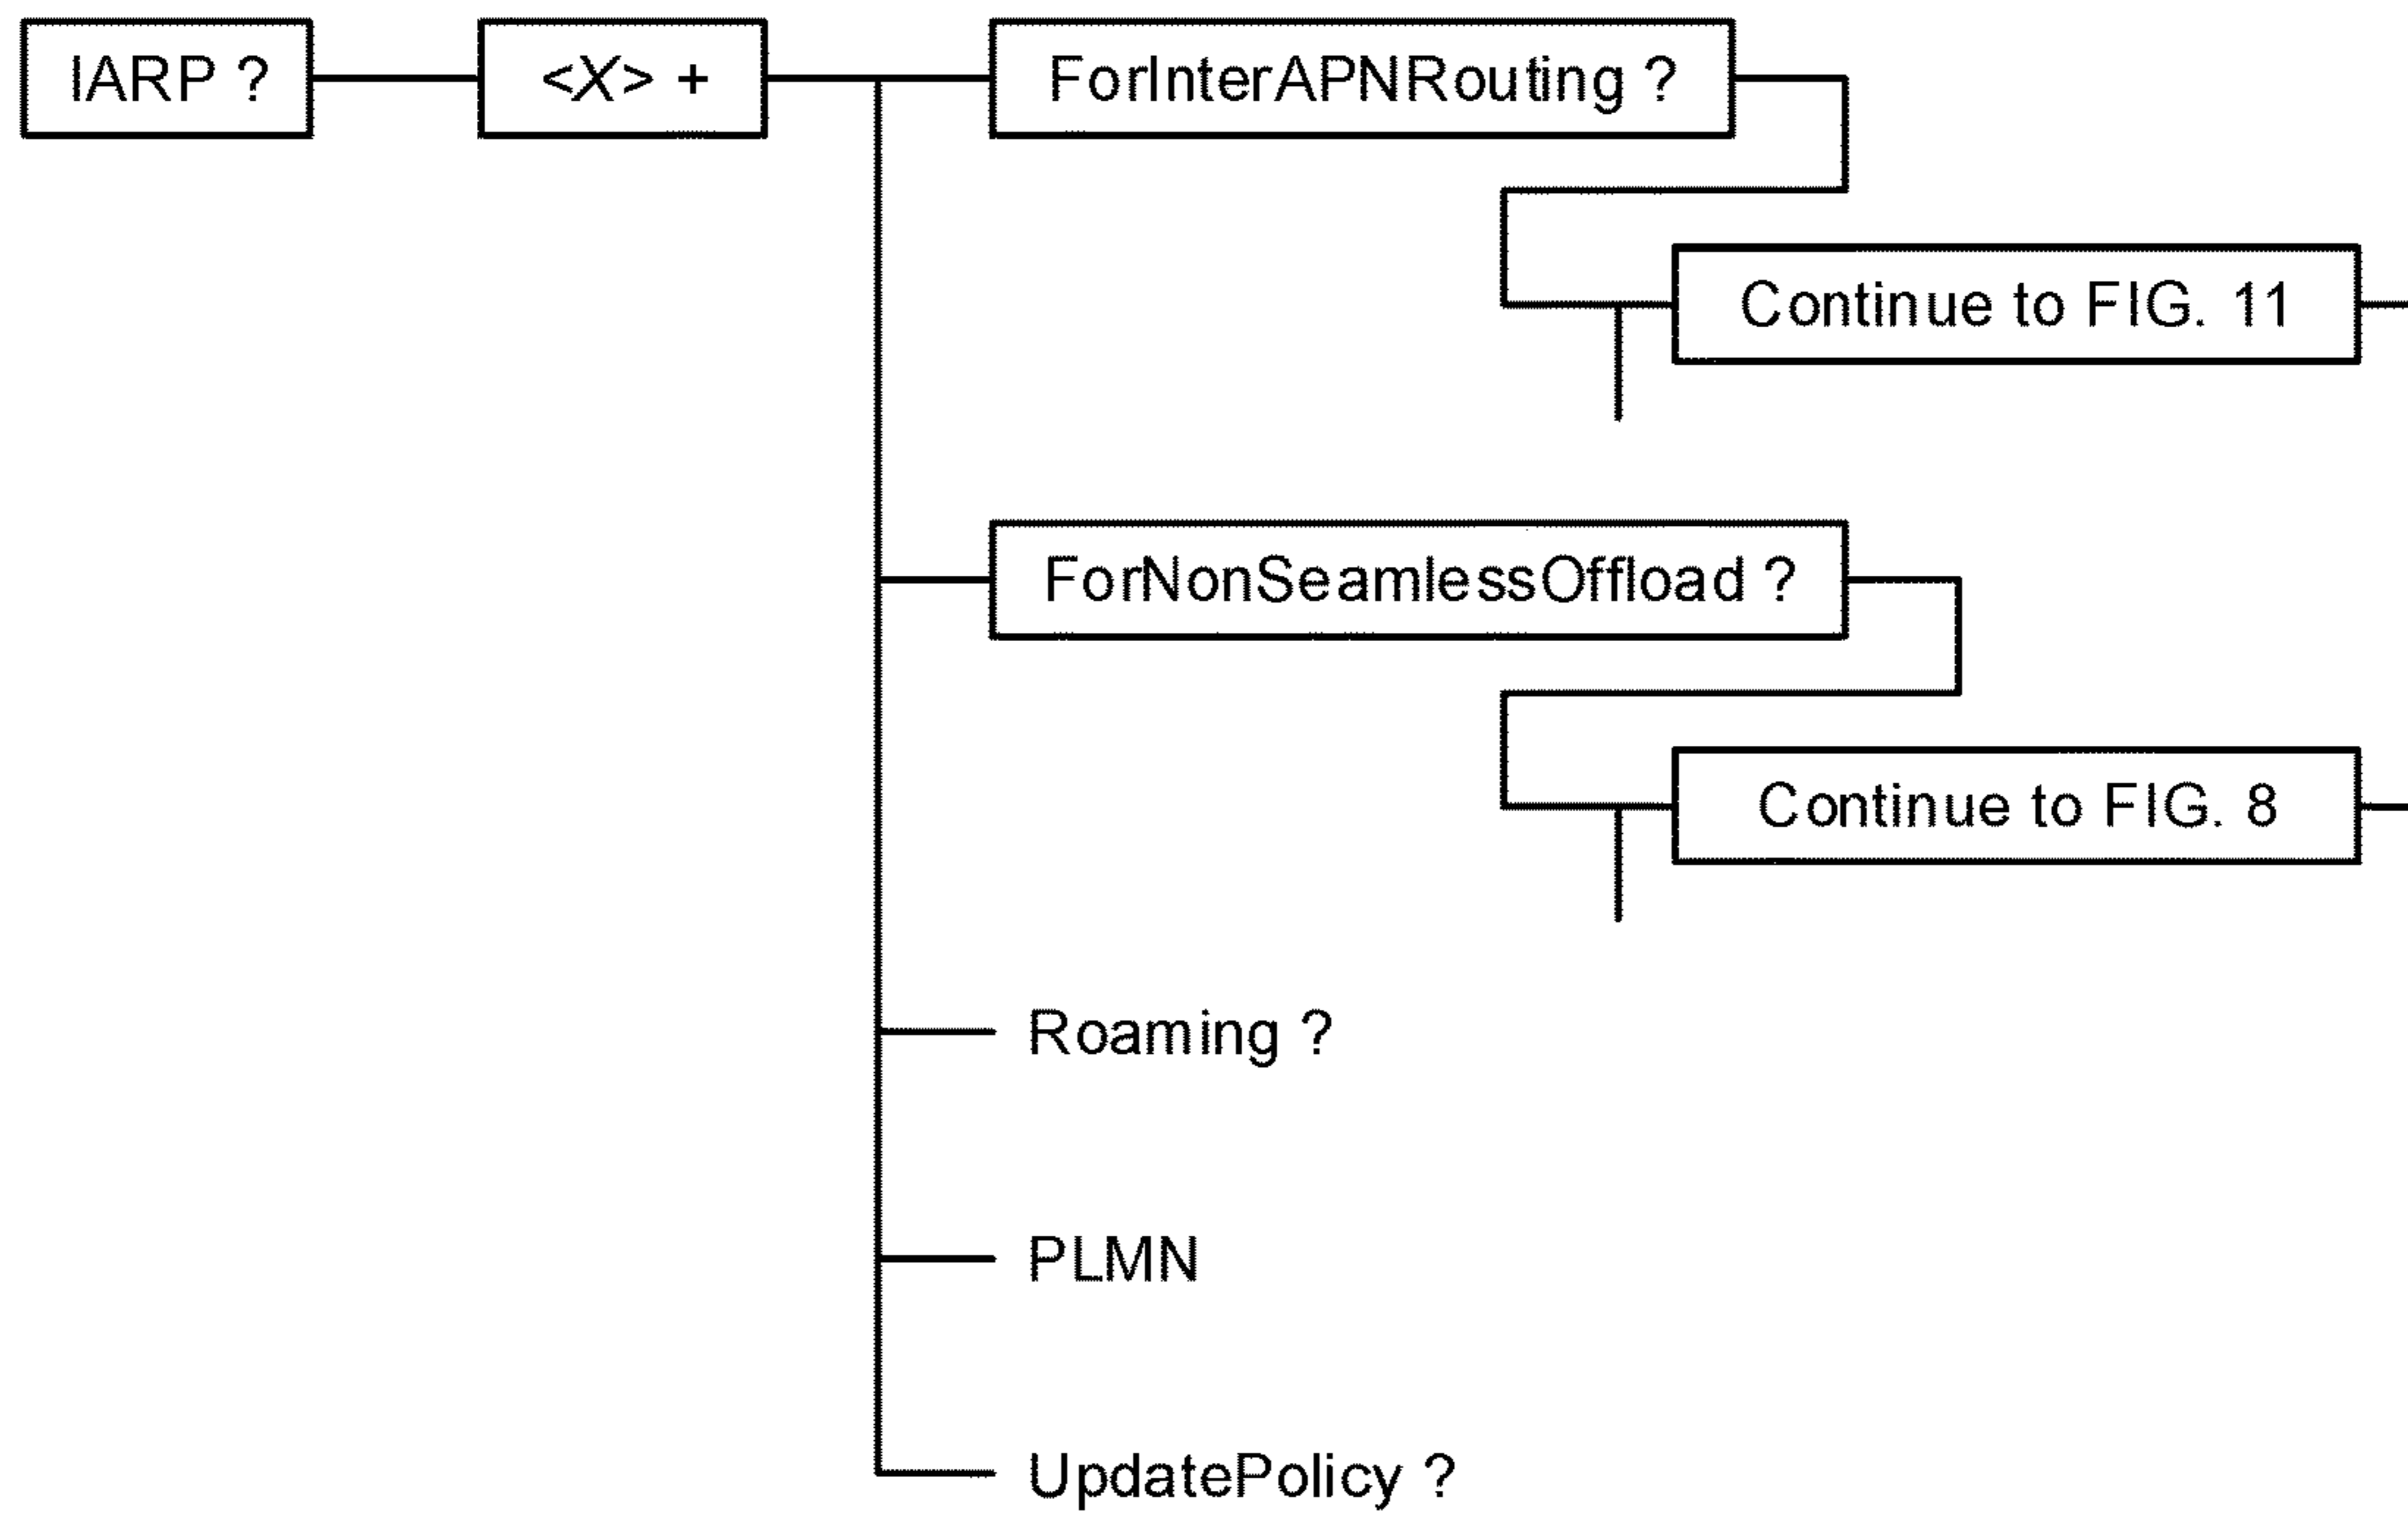 IARP ?
<X> +
ForInterAPNRouting ?
Continue to FIG. 11
ForNonSeamlessOffload ?
Continue to FIG. 8
Roaming ?
PLMN
UpdatePolicy ?